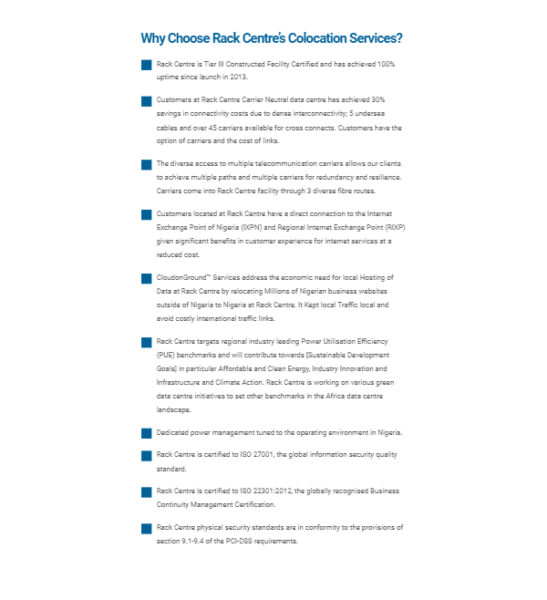 Why Choose Rack Centre's Colocation Services?
Rack Centre is Tier III Constructed Facility Certified and has achieved 100%
uptime since launch in 2013.
Customers at Rack Centre Carrier Neutral data centre has achieved 30%
savings in connectivity costs due to dense interconnectivity; 5 undersea
cables and over 45 carriers available for cross connects. Customers have the
option of carriers and the cost of links.
The diverse access to multiple telecommunication carriers allows our clients
to achieve multiple paths and multiple carriers for redundancy and resilience.
Carriers come into Rack Centre facility through 3 diverse fibre routes.
Customers located at Rack Centre have a direct connection to the Internet
Exchange Point of Nigeria (IXPN) and Regional Internet Exchange Point (RIXP)
given significant benefits in customer experience for internet services at a
reduced cost.
CloudonGround™ Services address the economic need for local Hosting of
Data at Rack Centre by relocating Millions of Nigerian business websites
outside of Nigeria to Nigeria at Rack Centre. It Kept local Traffic local and
avoid costly international traffic links.
Rack Centre targets regional industry leading Power Utilisation Efficiency
(PUE) benchmarks and will contribute towards [Sustainable Development
Goals] in particular Affordable and Clean Energy, Industry Innovation and
Infrastructure and Climate Action. Rack Centre is working on various green
data centre initiatives to set other benchmarks in the Africa data centre
landscape.
Dedicated power management tuned to the operating environment in Nigeria.
Rack Centre is certified to ISO 27001, the global information security quality
standard.
Rack Centre is certified to ISO 22301:2012, the globally recognised Business
Continuity Management Certification.
Rack Centre physical security standards are in conformity to the provisions of
section 9.1-9.4 of the PCI-DSS requirements.